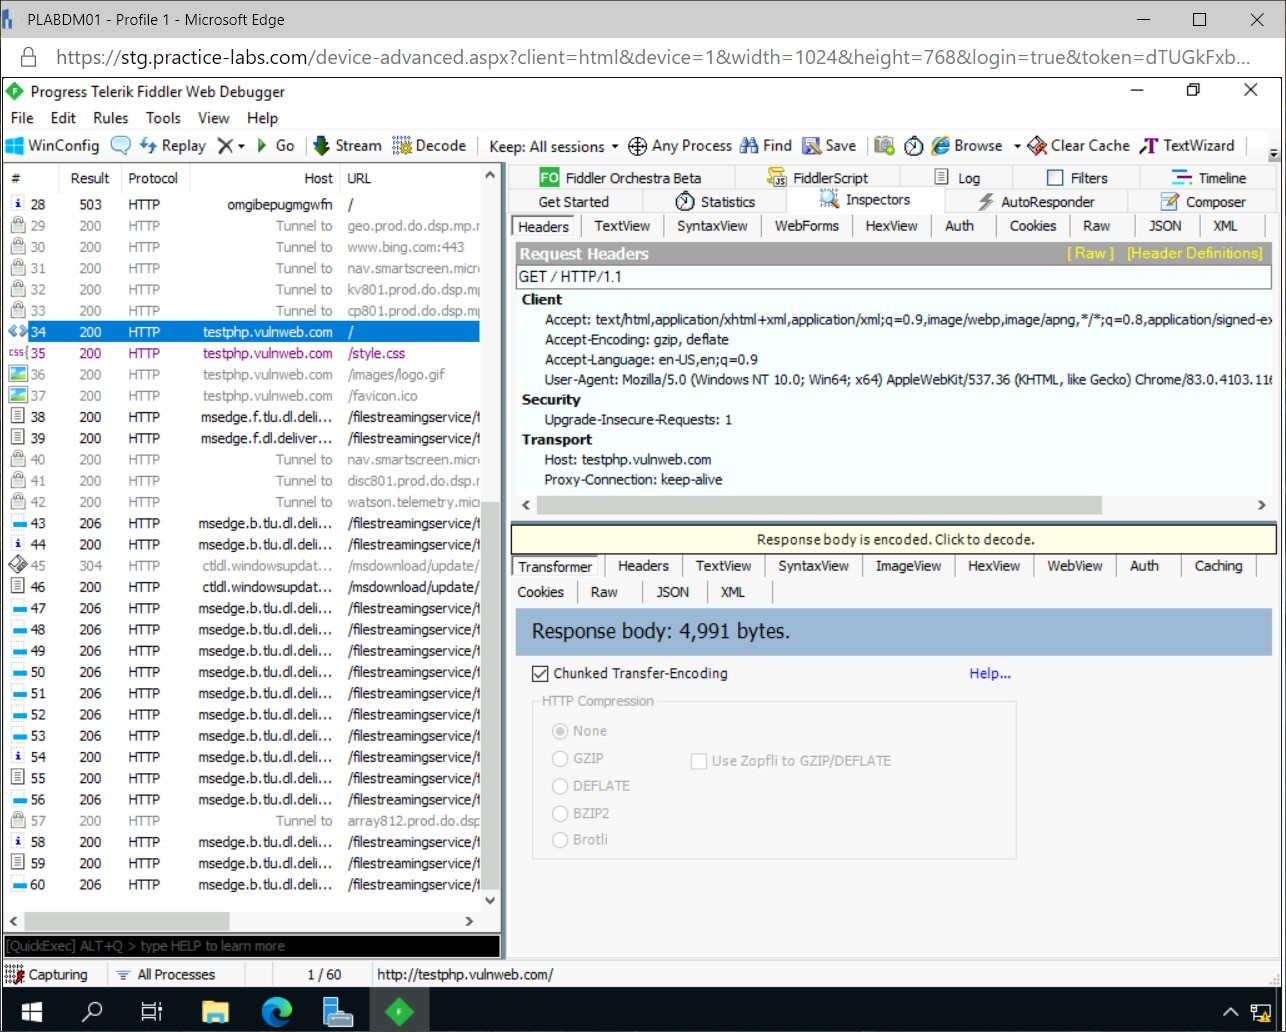 PLABDM01 - Profile 1 - Microsoft Edge
https://stg.practice-labs.com/device-advanced.aspx?client=html&device=1&width=1024&height=768&login=true&token=dTUGkFxb...
Progress Telerik Fiddler Web Debugger
File Edit Rules Tools View Help
WinConfig Replay Go Stream Decode Keep: All sessions Any Process Find Save Browse Clear Cache TextWizard
# Result Protocol Host URL
28 503 HTTP omgibepugmgwfn /
29 200 HTTP Tunnel to geo.prod.do.dsp.mp.
30 200 HTTP Tunnel to www.bing.com:443
31 200 HTTP Tunnel to nav.smartscreen.micr
32 200 HTTP Tunnel to kv801.prod.do.dsp.m
33 200 HTTP Tunnel to cp801.prod.do.dsp.m
34 200 HTTP testphp.vulnweb.com /
35 200 HTTP testphp.vulnweb.com /style.css
36 200 HTTP testphp.vulnweb.com /images/logo.gif
37 200 HTTP testphp.vulnweb.com /favicon.ico
38 200 HTTP msedge.f.tlu.dl.deli... /filestreamingservice/f
39 200 HTTP msedge.f.dl.deliver... /filestreamingservice/f
40 200 HTTP Tunnel to nav.smartscreen.micr
41 200 HTTP Tunnel to disc801.prod.do.dsp.
42 200 HTTP Tunnel to watson.telemetry.mic
43 206 HTTP msedge.b.tlu.dl.deli... /filestreamingservice/f
44 200 HTTP msedge.b.tlu.dl.deli... /filestreamingservice/f
45 304 HTTP ctldl.windowsupdat... /msdownload/update/
46 200 HTTP ctldl.windowsupdat... /msdownload/update/
47 206 HTTP msedge.b.tlu.dl.deli... /filestreamingservice/f
48 206 HTTP msedge.b.tlu.dl.deli... /filestreamingservice/f
49 206 HTTP msedge.b.tlu.dl.deli... /filestreamingservice/f
50 206 HTTP msedge.b.tlu.dl.deli... /filestreamingservice/f
51 206 HTTP msedge.b.tlu.dl.deli... /filestreamingservice/f
52 206 HTTP msedge.b.tlu.dl.deli... /filestreamingservice/f
53 206 HTTP msedge.b.tlu.dl.deli... /filestreamingservice/f
54 200 HTTP msedge.b.tlu.dl.deli... /filestreamingservice/f
55 200 HTTP msedge.b.tlu.dl.deli... /filestreamingservice/f
56 206 HTTP msedge.b.tlu.dl.deli... /filestreamingservice/f
57 200 HTTP Tunnel to array812.prod.do.dsp
58 200 HTTP msedge.b.tlu.dl.deli... /filestreamingservice/f
59 200 HTTP msedge.b.tlu.dl.deli... /filestreamingservice/f
60 206 HTTP msedge.b.tlu.dl.deli... /filestreamingservice/f
[QuickExec] ALT+Q > type HELP to learn more
FO Fiddler Orchestra Beta FiddlerScript Log Filters Timeline
Get Started Statistics Inspectors AutoResponder Composer
Headers TextView SyntaxView WebForms HexView Auth Cookies Raw JSON XML
Request Headers [ Raw ] [Header Definitions]
GET / HTTP/1.1
Client
Accept: text/html,application/xhtml+xml,application/xml;q=0.9,image/webp,image/apng,*/*;q=0.8,application/signed-ex
Accept-Encoding: gzip, deflate
Accept-Language: en-US,en;q=0.9
User-Agent: Mozilla/5.0 (Windows NT 10.0; Win64; x64) AppleWebKit/537.36 (KHTML, like Gecko) Chrome/83.0.4103.116
Security
Upgrade-Insecure-Requests: 1
Transport
Host: testphp.vulnweb.com
Proxy-Connection: keep-alive
Response body is encoded. Click to decode.
Transformer Headers TextView SyntaxView ImageView HexView WebView Auth Caching
Cookies Raw JSON XML
Response body: 4,991 bytes.
Chunked Transfer-Encoding Help...
HTTP Compression
None
GZIP Use Zopfli to GZIP/DEFLATE
DEFLATE
BZIP2
Brotli
Capturing All Processes 1 / 60 http://testphp.vulnweb.com/